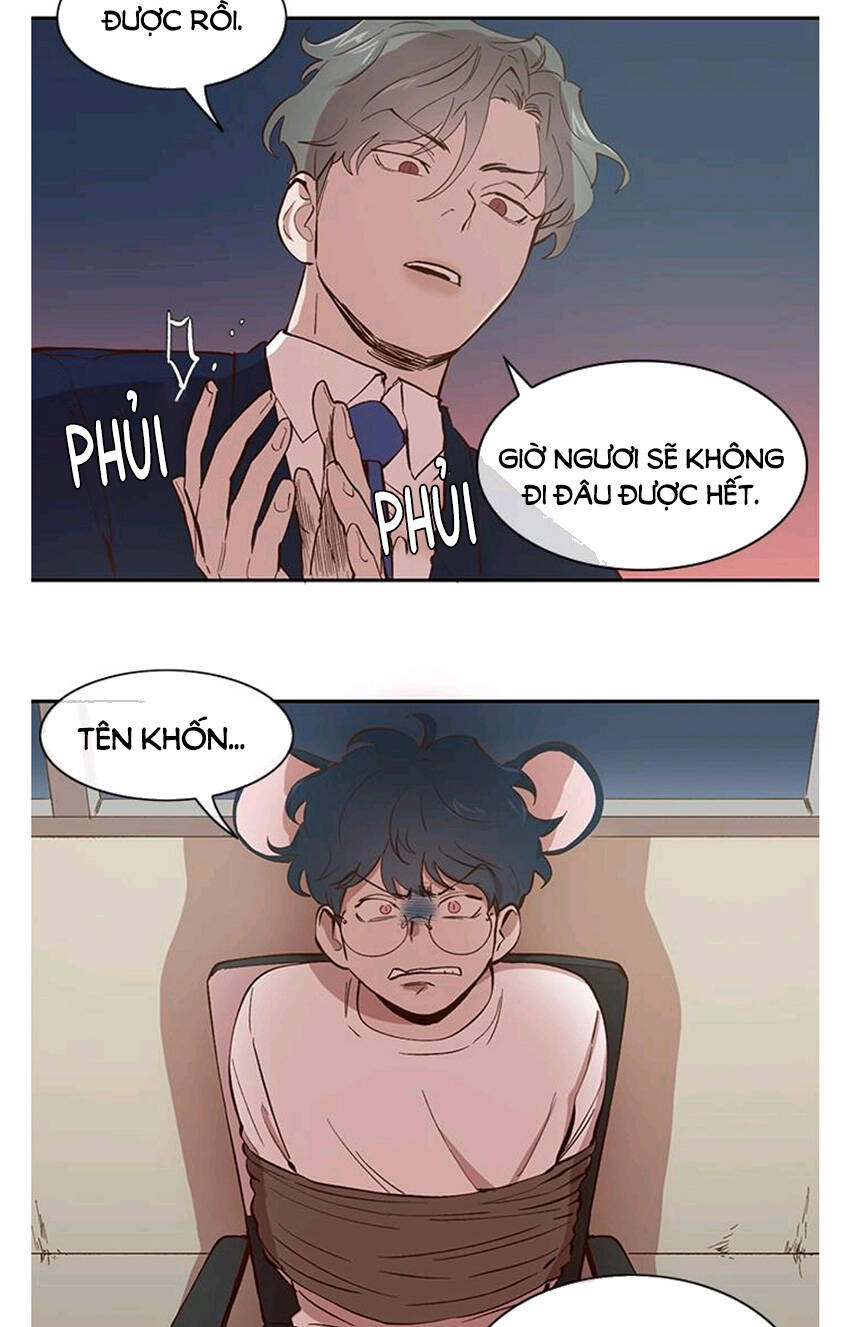 ĐƯỢC RỒI.
PHỦI
PHỦI
GIỜ NGƯƠI SẼ KHÔNG
ĐI ĐÂU ĐƯỢC HẾT.
TÊN KHỐN...